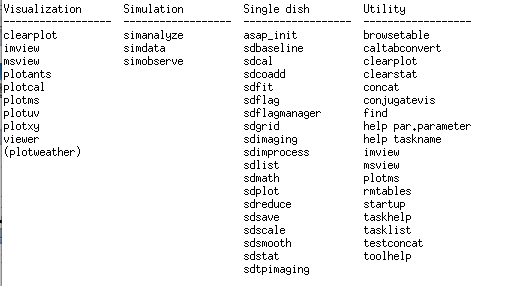 Visualization Simulation Single dish Utility
--------------- --------------- --------------- ---------------
clearplot simanalyze asap_init browsetable
imview simdata sdbaseline caltabconvert
msview simobserve sdcal clearplot
plotants sdcoadd clearstat
plotcal sdfit concat
plotms sdflag conjugatevis
plotuv sdflagmanager find
plotxy sdgrid help par.parameter
viewer sdimaging help taskname
(plotweather) sdimprocess imview
sdlist msview
sdmath plotms
sdplot rmtables
sdreduce startup
sdsave taskhelp
sdscale tasklist
sdsmooth testconcat
sdstat toolhelp
sdtpimaging